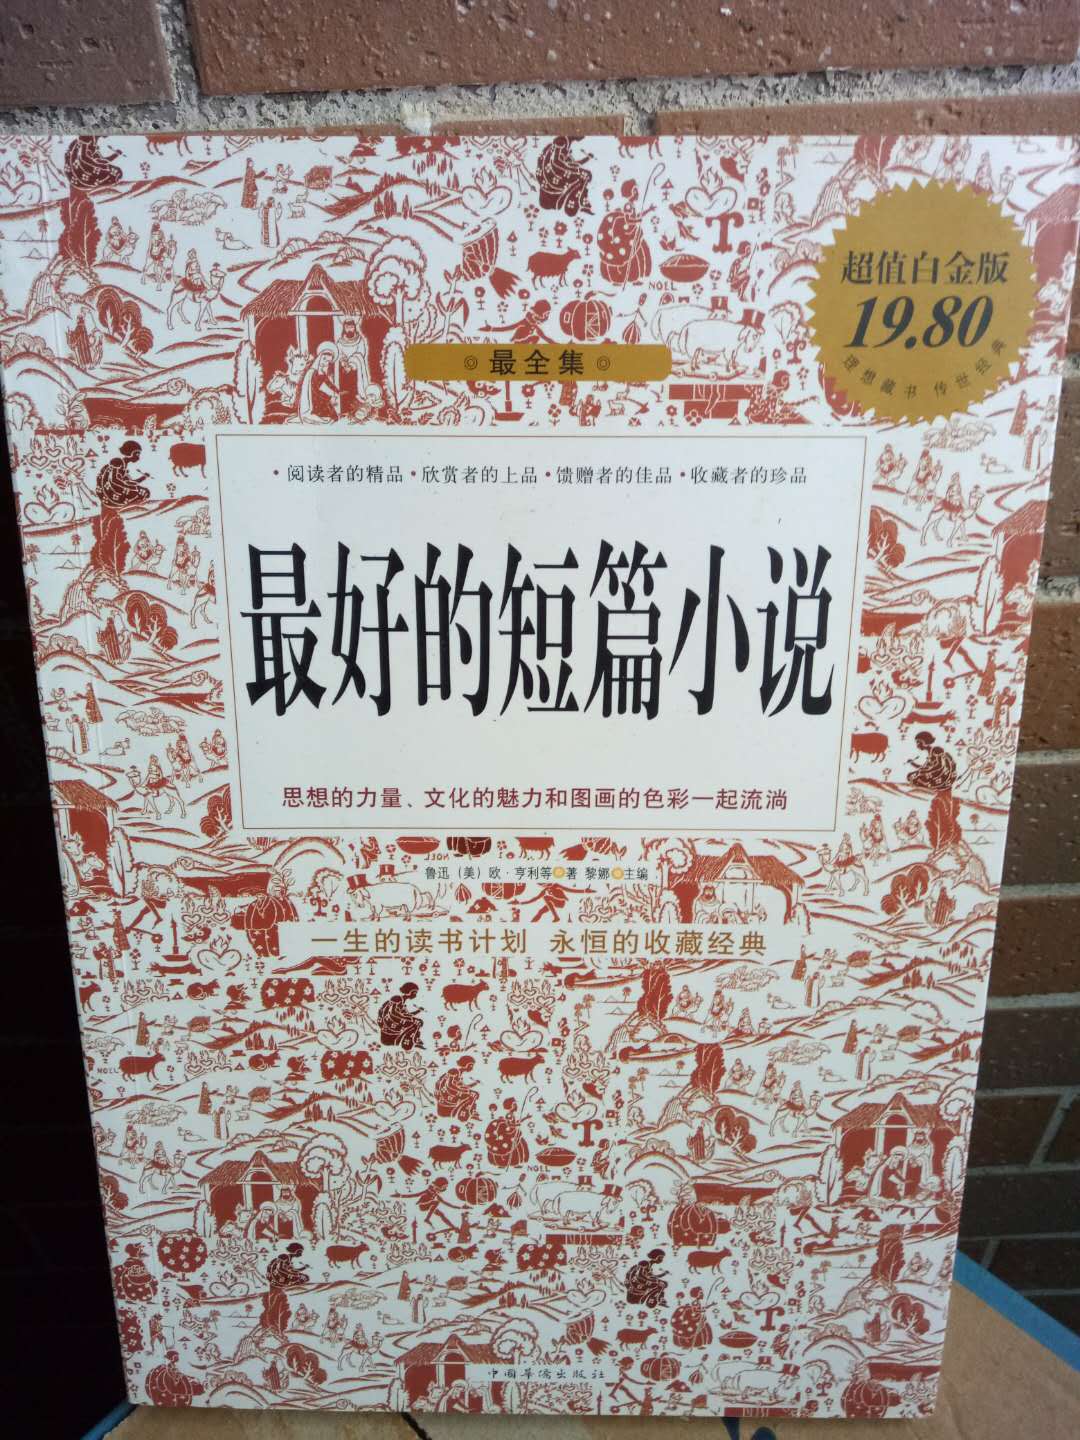 超值白金版
19.80
理想藏书 传世经典
最全集
·阅读者的精品·欣赏者的上品·馈赠者的佳品·收藏者的珍品
最好的短篇小说
思想的力量、文化的魅力和图画的色彩一起流淌
鲁迅 (美) 欧·亨利等 著 黎娜 主编
一生的读书计划 永恒的收藏经典
NOEL
NOEL
NOEL
中国华侨出版社